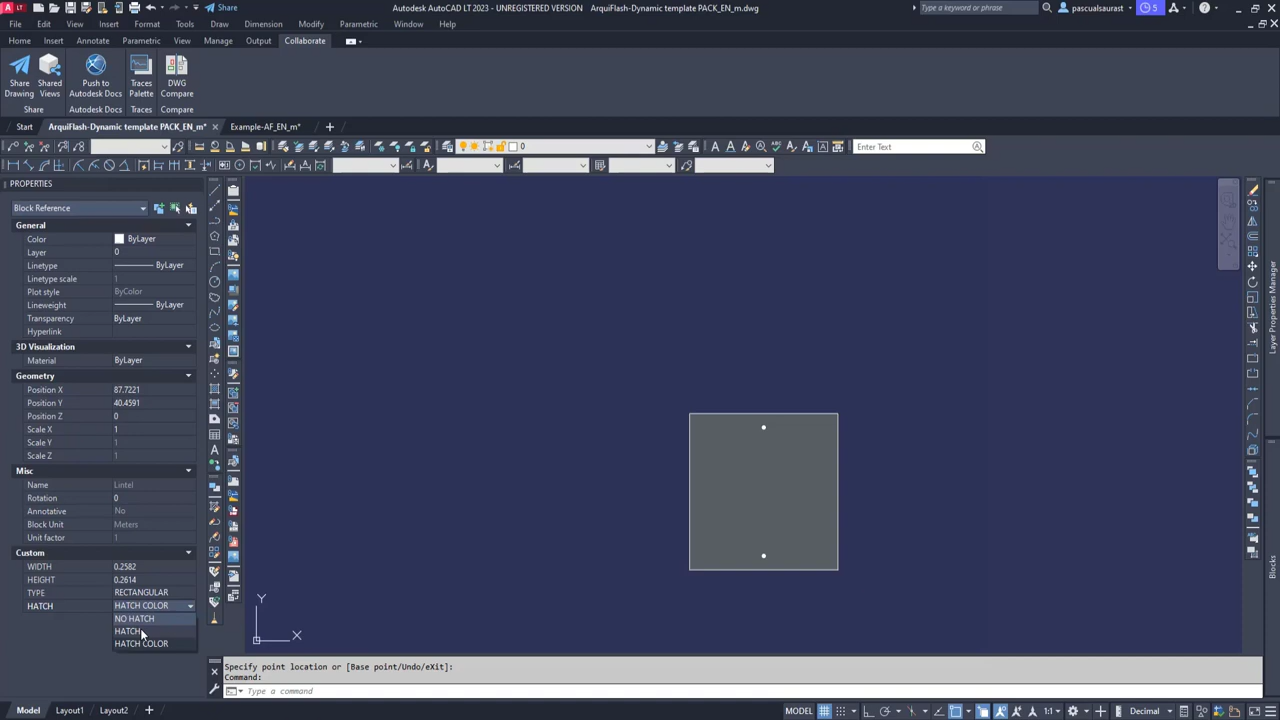 Share
Autodesk AutoCAD LT 2023 - UNREGISTERED VERSION
ArquiFlash-Dynamic template PACK_EN_m.dwg
Type a keyword or phrase
pascualsaurast
5
File Edit View Insert Format Tools Draw Dimension Modify Parametric Window Help
Home Insert Annotate Parametric View Manage Output Collaborate
Share Drawing
Shared Views
Push to Autodesk Docs
Traces Palette
DWG Compare
Share
Autodesk Docs
Traces
Compare
Start
ArquiFlash-Dynamic template PACK_EN_m*
Example-AF_EN_m*
0
Enter Text
PROPERTIES
Block Reference
General
Color ByLayer
Layer 0
Linetype ByLayer
Linetype scale 1
Plot style ByColor
Lineweight ByLayer
Transparency ByLayer
Hyperlink
3D Visualization
Material ByLayer
Geometry
Position X 87.7221
Position Y 40.4591
Position Z 0
Scale X 1
Scale Y 1
Scale Z 1
Misc
Name Lintel
Rotation 0
Annotative No
Block Unit Meters
Unit factor 1
Custom
WIDTH 0.2582
HEIGHT 0.2614
TYPE RECTANGULAR
HATCH HATCH COLOR
NO HATCH
HATCH
HATCH COLOR
Y
X
Layer Properties Manager
Blocks
Specify point location or [Base point/Undo/eXit):
Command:
Type a command
Model Layout1 Layout2
MODEL
1:1
Decimal